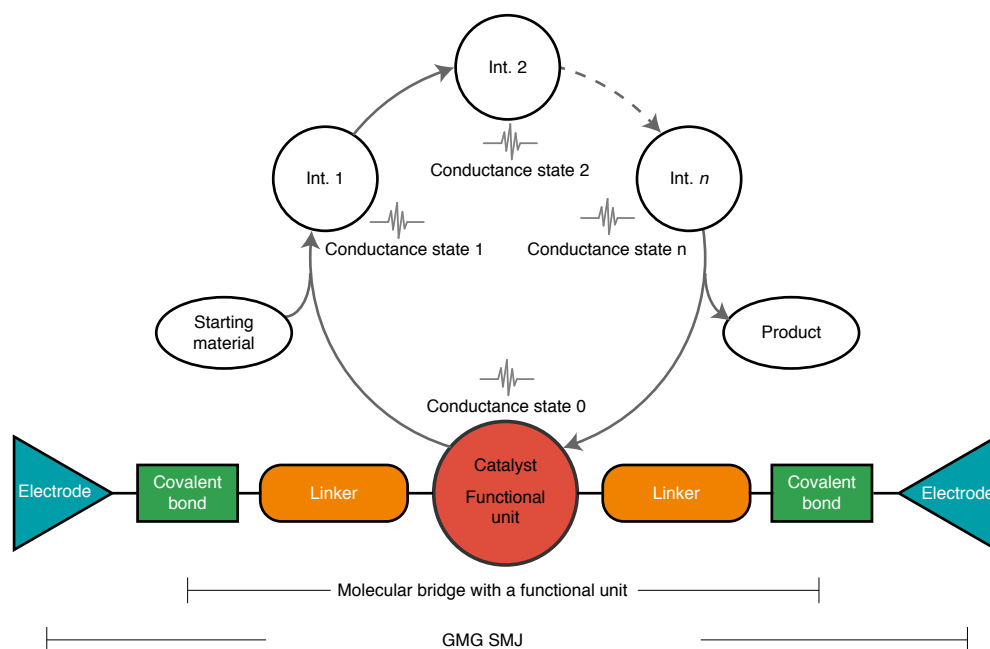 Int. 2
Conductance state 2
Int. 1
Int. n
Conductance state 1
Conductance state n
Starting
material
Product
Conductance state 0
Electrode
Covalent
bond
Linker
Catalyst
Functional
unit
Linker
Covalent
bond
Electrode
Molecular bridge with a functional unit
GMG SMJ